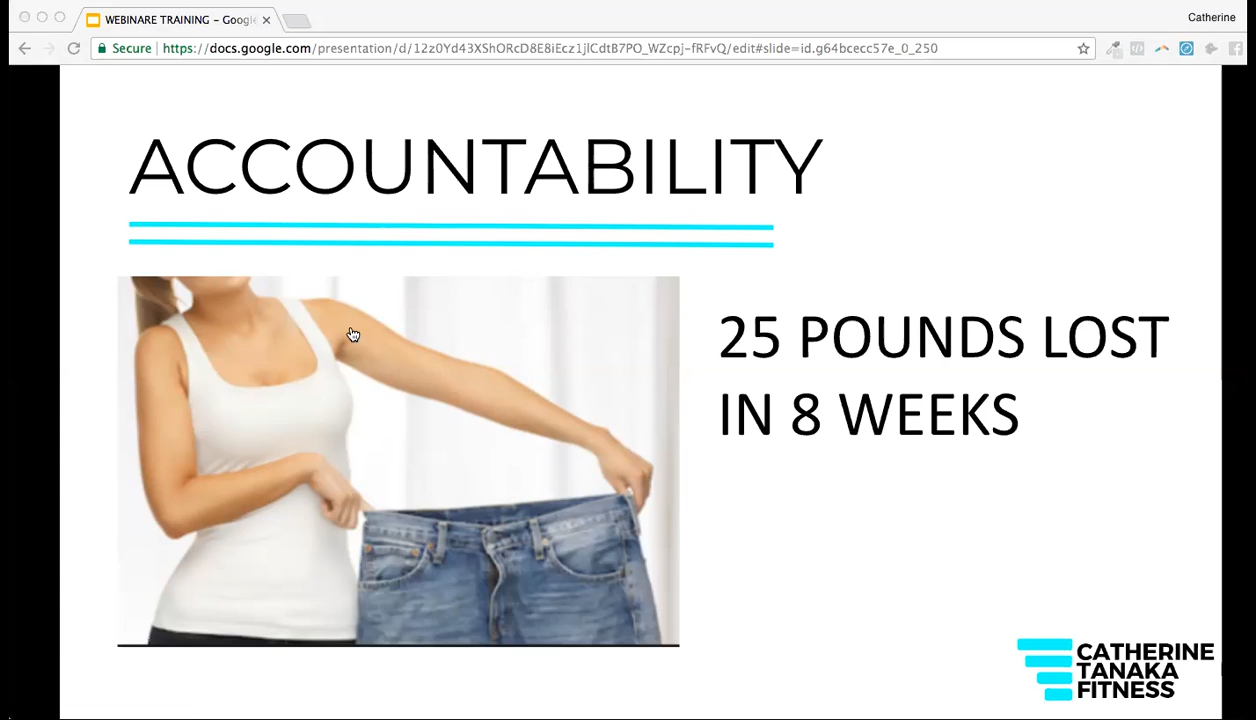 WEBINARE TRAINING - Googl
Catherine
Secure
https://docs.google.com/presentation/d/12z0Yd43XShORcD8E8iEcz1jlCdtB7PO_WZcpj-fRFvQ/edit#slide=id.g64bcecc57e_0_250
ACCOUNTABILITY
25 POUNDS LOST
IN 8 WEEKS
CATHERINE
TANAKA
FITNESS